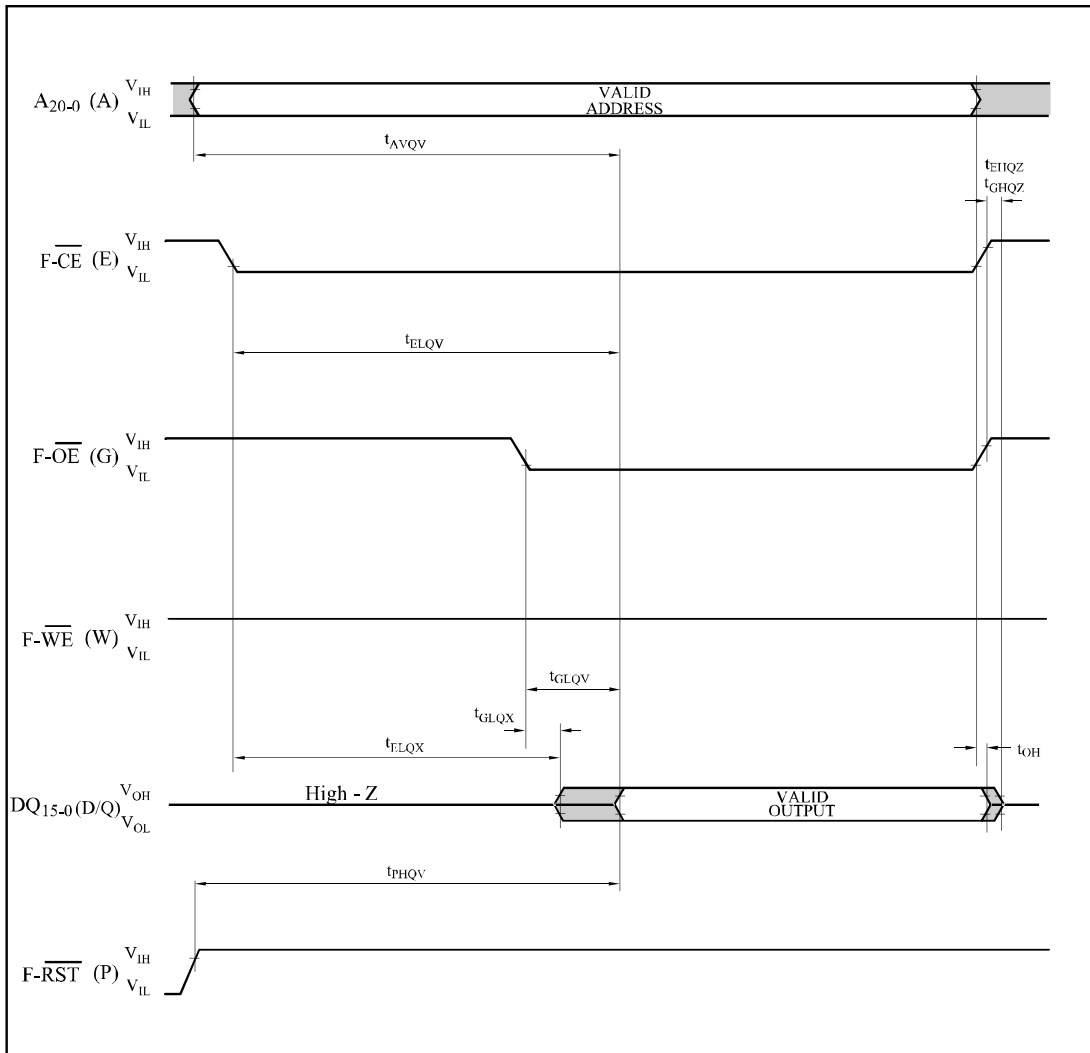 A20-0 (A) VIH
VIL
VALID
ADDRESS
tAVQV
tEHQZ
tGHQZ
F-CE (E) VIH
VIL
tELQV
F-OE (G) VIH
VIL
F-WE (W) VIH
VIL
tGLQV
tGLQX
tELQX
tOH
DQ15-0 (D/Q) VOH
VOL
High - Z
VALID
OUTPUT
tPHQV
F-RST (P) VIH
VIL